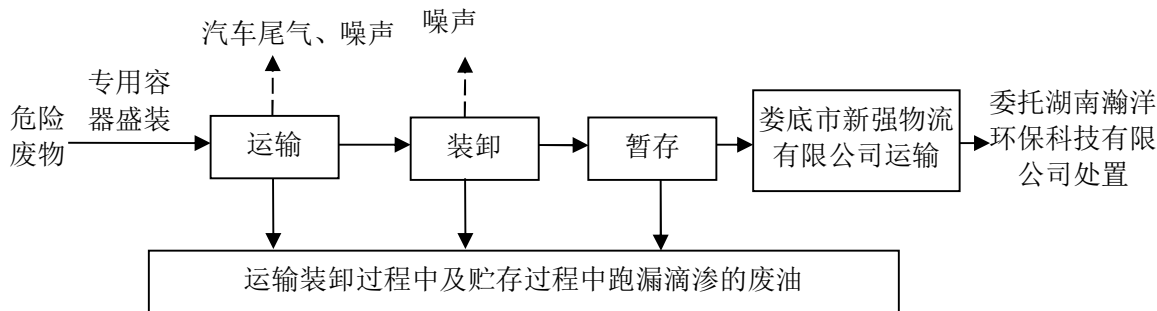 汽车尾气、噪声
噪声
专用容
器盛装
危险
废物
运输
装卸
暂存
娄底市新强物流
有限公司运输
委托湖南瀚洋
环保科技有限
公司处置
运输装卸过程中及贮存过程中跑漏滴渗的废油